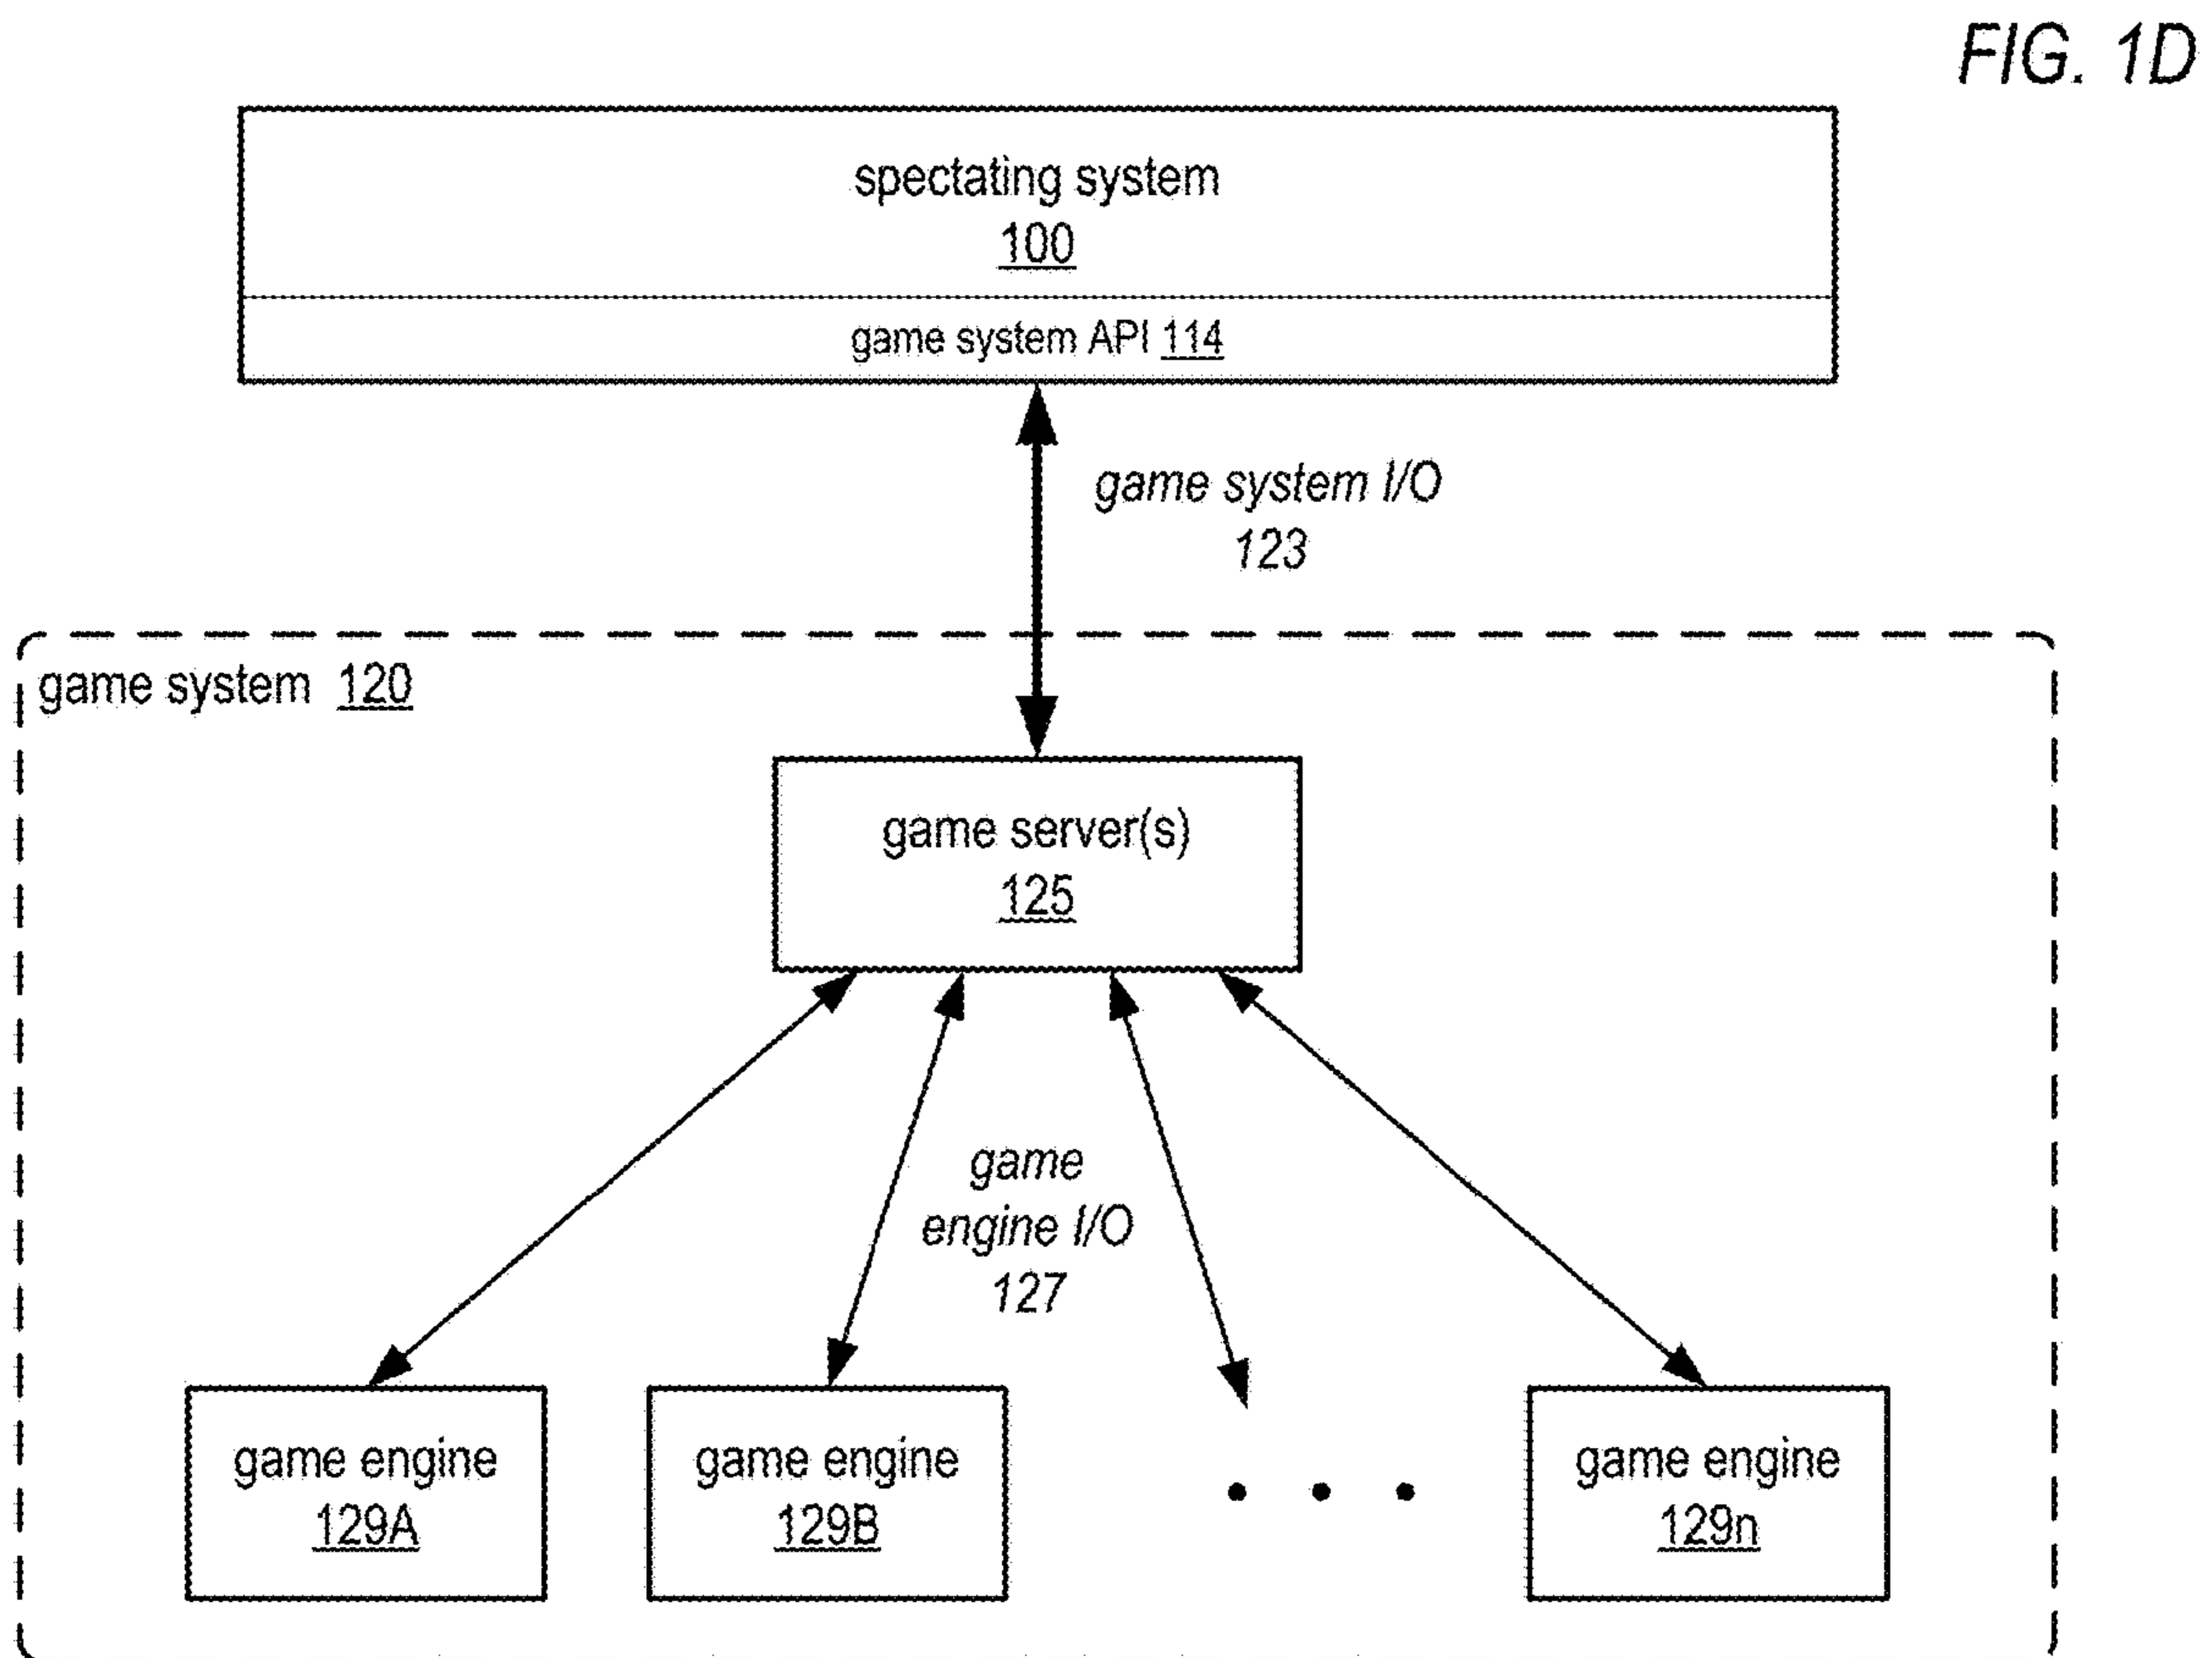 FIG. 1D
spectating system
100
game system API 114
game system I/O
123
game system 120
game server(s)
125
game
engine I/O
127
game engine
129A
game engine
129B
. . .
game engine
129n